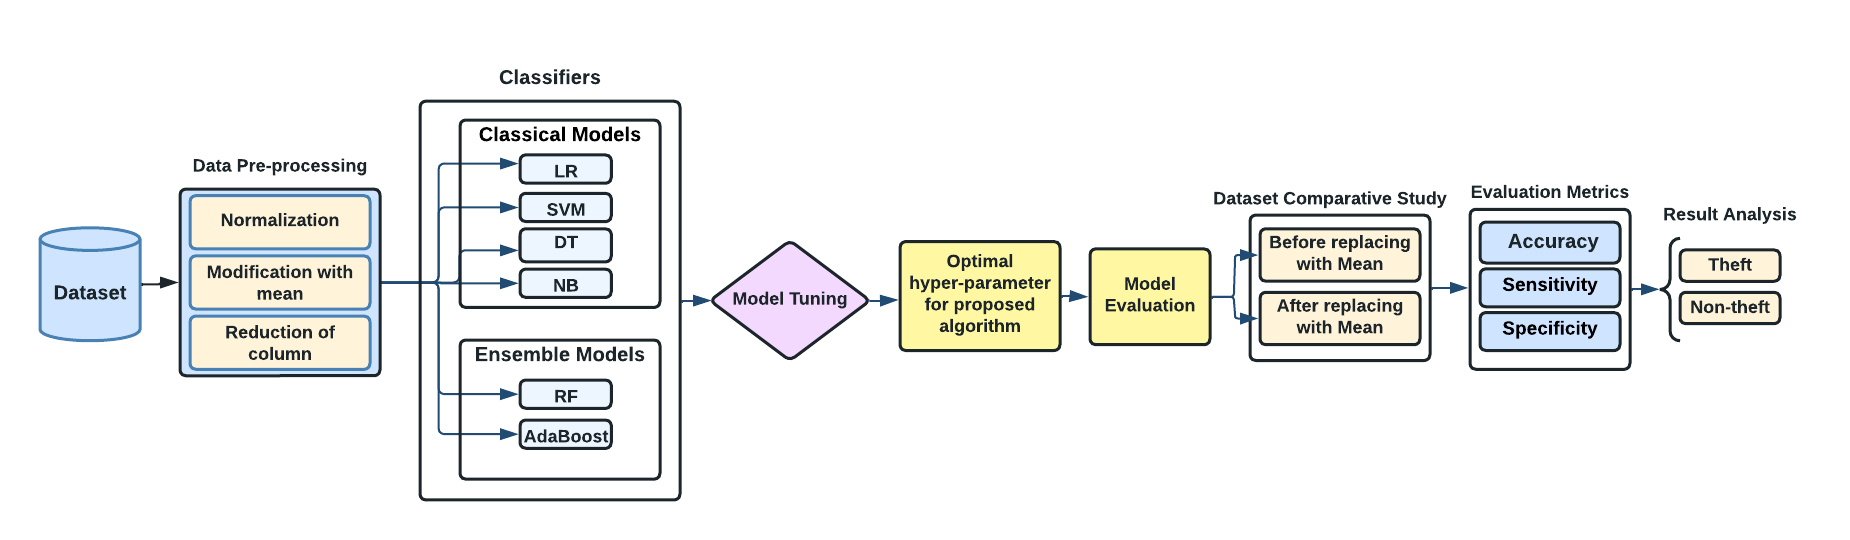 Dataset
Data Pre-processing
Normalization
Modification with
mean
Reduction of
column
Classifiers
Classical Models
LR
SVM
DT
NB
Ensemble Models
RF
AdaBoost
Model Tuning
Optimal
hyper-parameter
for proposed
algorithm
Model
Evaluation
Dataset Comparative Study
Before replacing
with Mean
After replacing
with Mean
Evaluation Metrics
Accuracy
Sensitivity
Specificity
Result Analysis
Theft
Non-theft